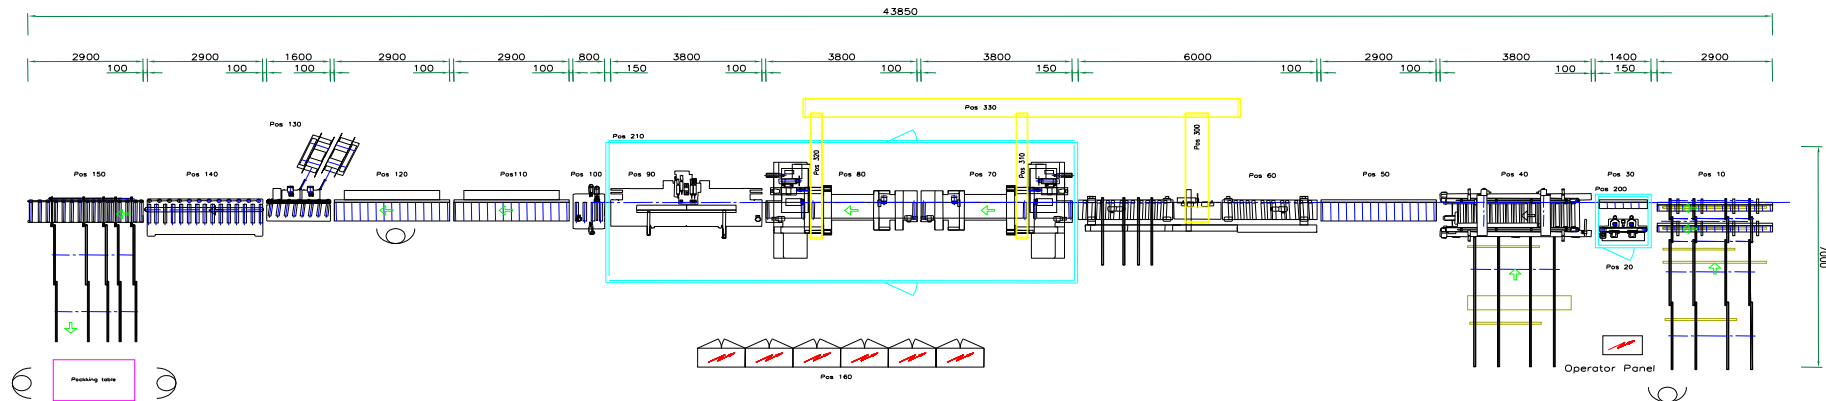 43850
2900 2900 1600 2900 2900 800 3800 3800 3800 6000 2900 3800 1400 2900
100 100 100 100 100 150 100 100 150 100 100 100 150
Pos 330
Pos 130
Pos 210
Pos 300
Pos 320
Pos 310
Pos 150 Pos 140 Pos 120 Pos110 Pos 100 Pos 90 Pos 80 Pos 70 Pos 60 Pos 50 Pos 40 Pos 30 Pos 10
Pos 200
7000
Pos 20
Operator Panel
Pos 160
Packking table